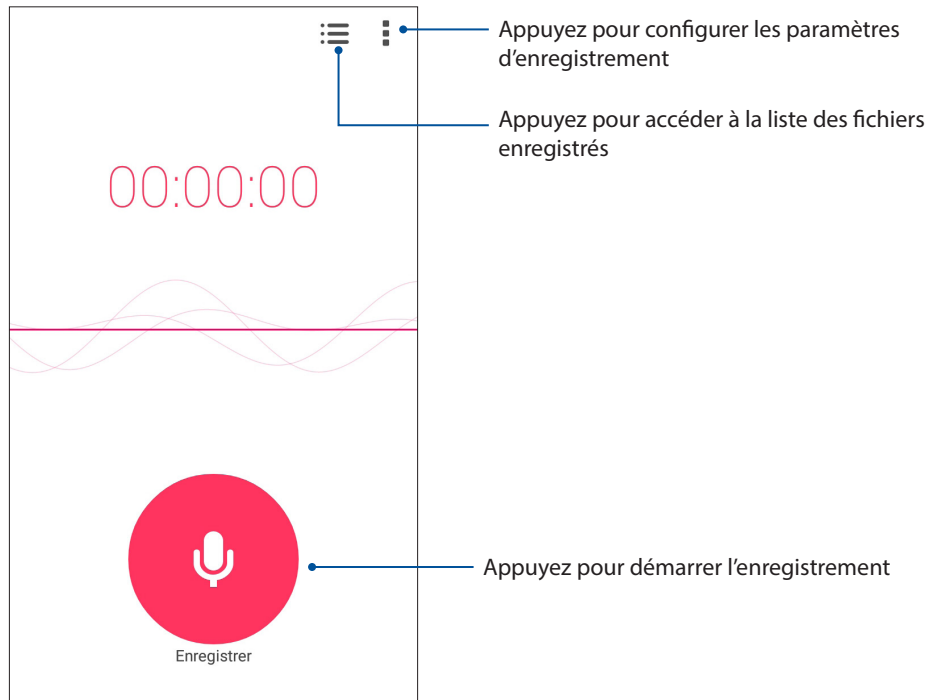 Appuyez pour configurer les paramètres
d'enregistrement
Appuyez pour accéder à la liste des fichiers
enregistrés
00:00:00
Appuyez pour démarrer l’enregistrement
Enregistrer